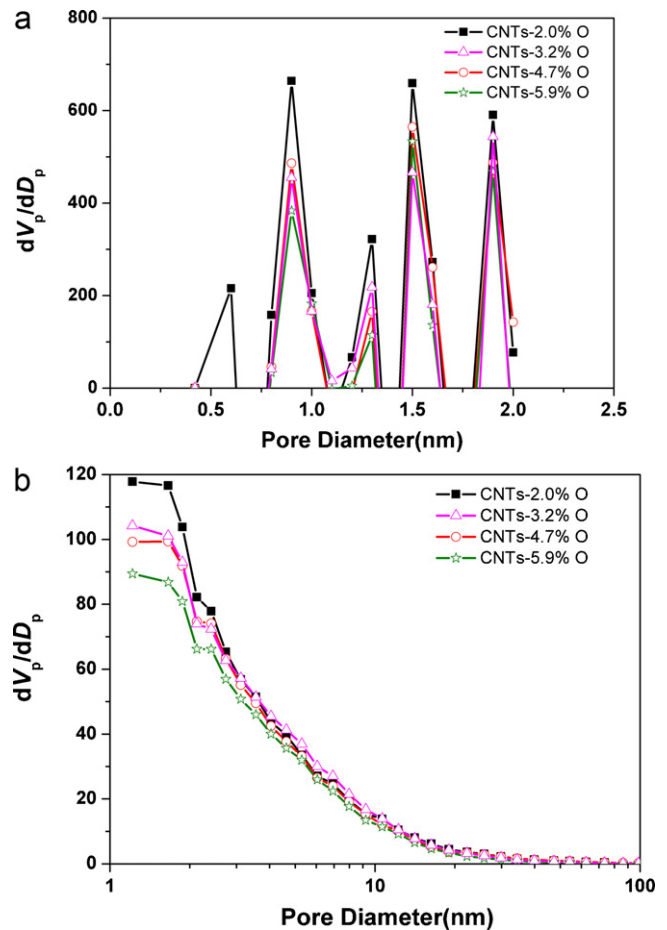 a
800
600
400
200
0
dVp/dDp
CNTs-2.0% O
CNTs-3.2% O
CNTs-4.7% O
CNTs-5.9% O
0.0 0.5 1.0 1.5 2.0 2.5
Pore Diameter(nm)
b
120
100
80
60
40
20
0
dVp/dDp
CNTs-2.0% O
CNTs-3.2% O
CNTs-4.7% O
CNTs-5.9% O
1 10 100
Pore Diameter(nm)